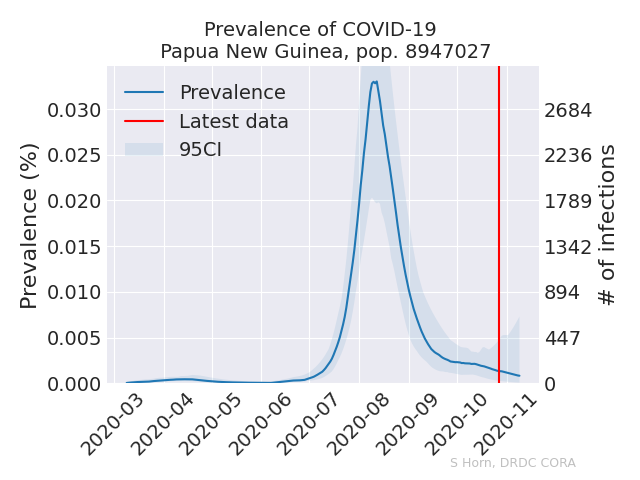 Prevalence of COVID-19
Papua New Guinea, pop. 8947027
Prevalence
Latest data
95CI
Prevalence (%)
0.030
0.025
0.020
0.015
0.010
0.005
0.000
2684
2236
1789
1342
894
447
0
# of infections
2020-03
2020-04
2020-05
2020-06
2020-07
2020-08
2020-09
2020-10
2020-11
S Horn, DRDC CORA